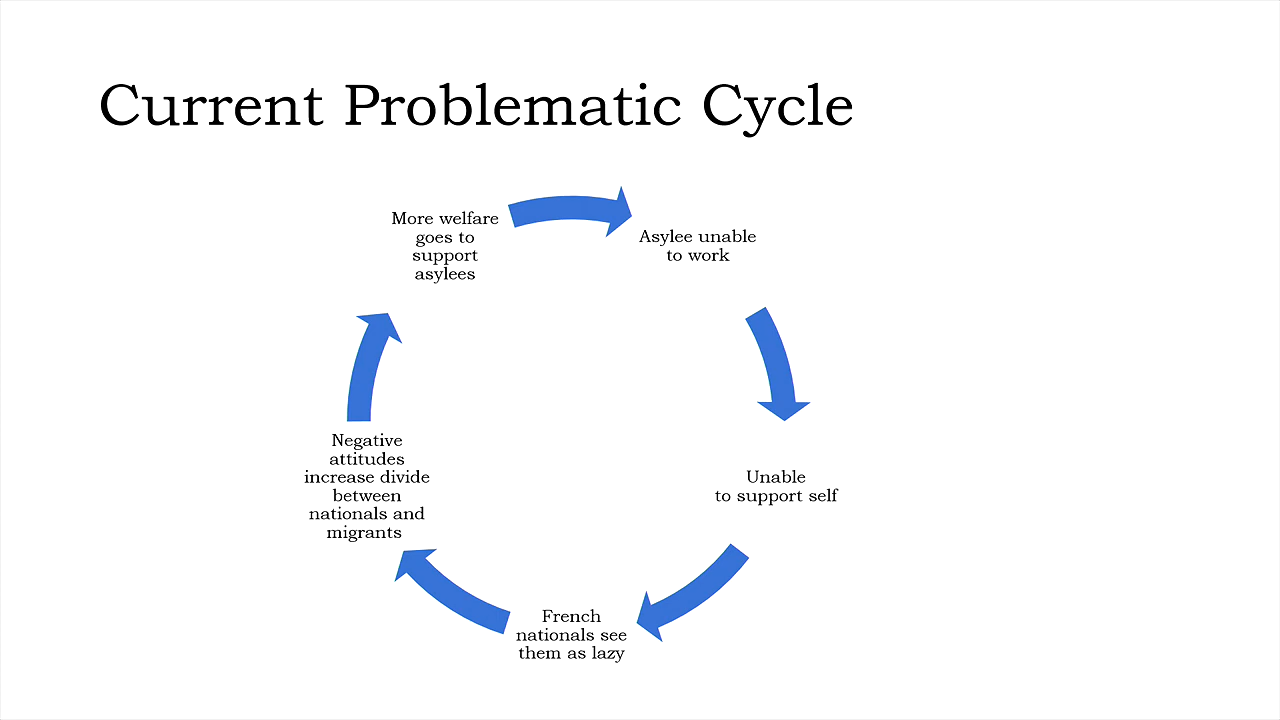 Current Problematic Cycle
More welfare
goes to
support
asylees
Asylee unable
to work
Unable
to support self
French
nationals see
them as lazy
Negative
attitudes
increase divide
between
nationals and
migrants